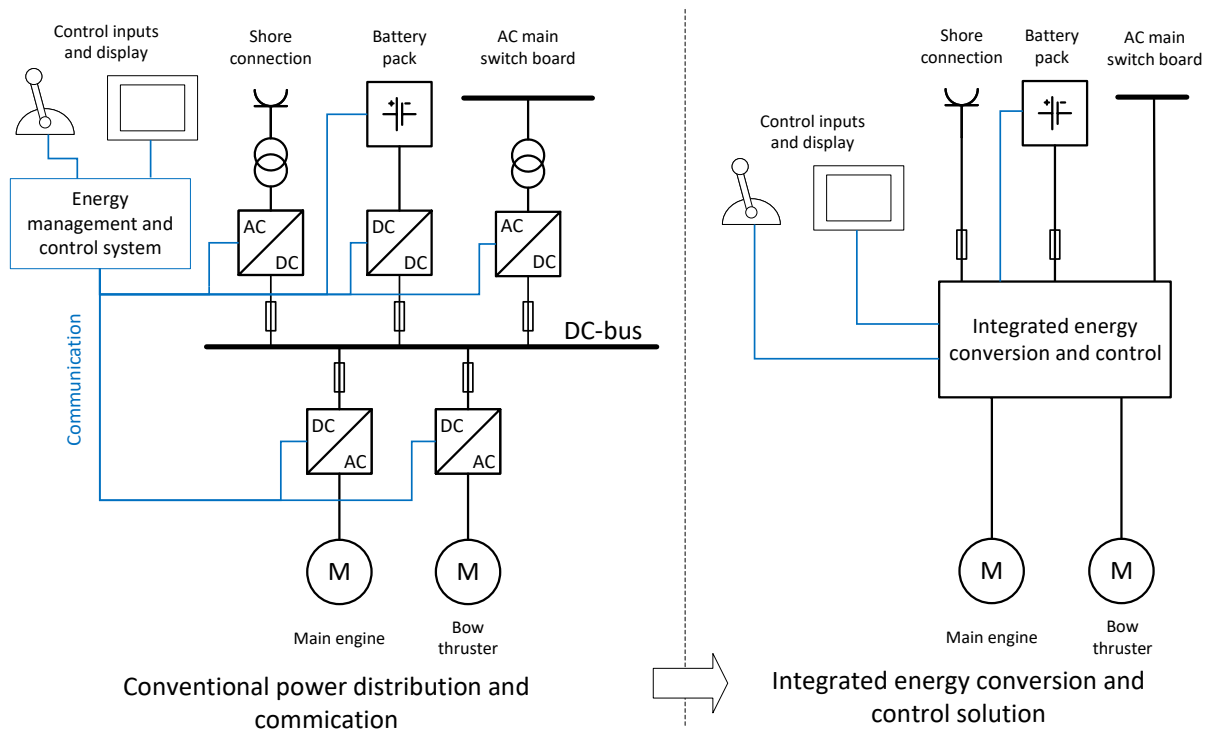 Control inputs
and display
Shore
connection
Battery
pack
AC main
switch board
+ -
Energy
management and
control system
AC
DC
DC
DC
AC
DC
DC-bus
Communication
DC
AC
DC
AC
M
M
Main engine
Bow
thruster
Conventional power distribution and
commication
Shore
connection
Battery
pack
AC main
switch board
+ -
Control inputs
and display
Integrated energy
conversion and control
M
M
Main engine
Bow
thruster
Integrated energy conversion and
control solution